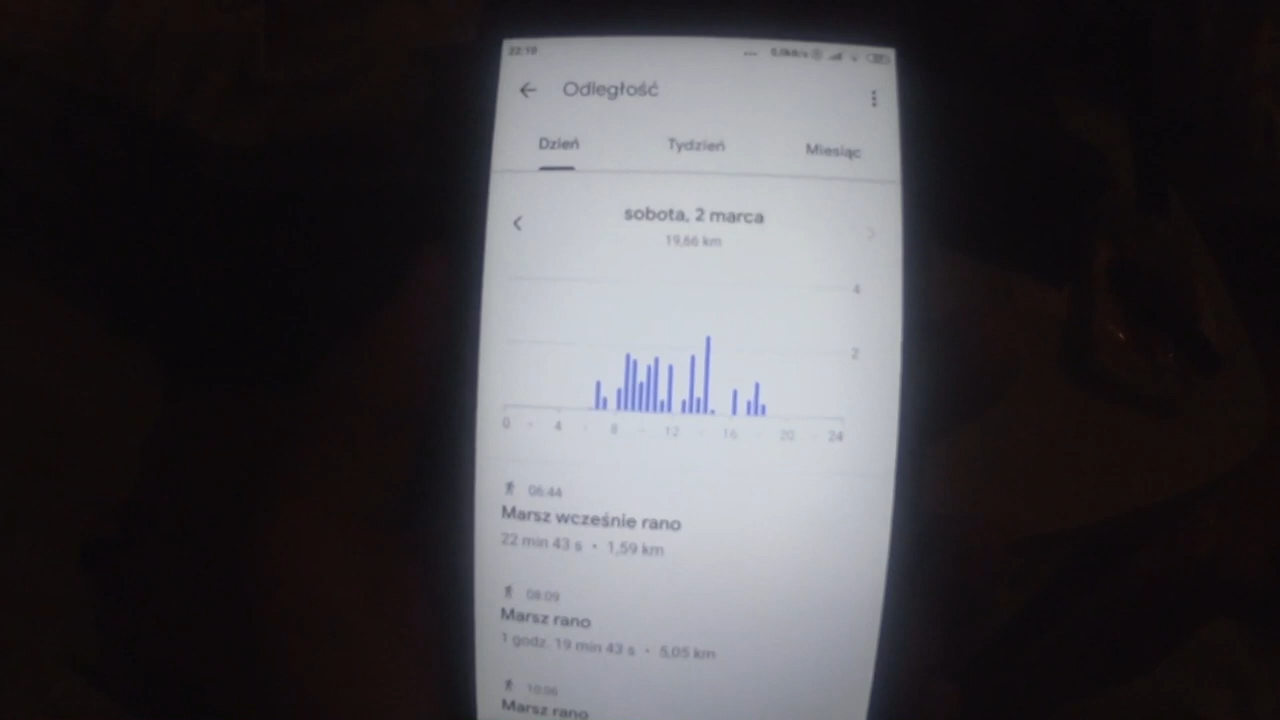 22:10
Odległość
Dzień Tydzień Miesiąc
sobota, 2 marca
19,66 km
4
2
0 4 8 12 16 20 24
06:44
Marsz wcześnie rano
22 min 43 s • 1,59 km
08:09
Marsz rano
1 godz. 19 min 43 s • 5,05 km
10:06
Marsz rano